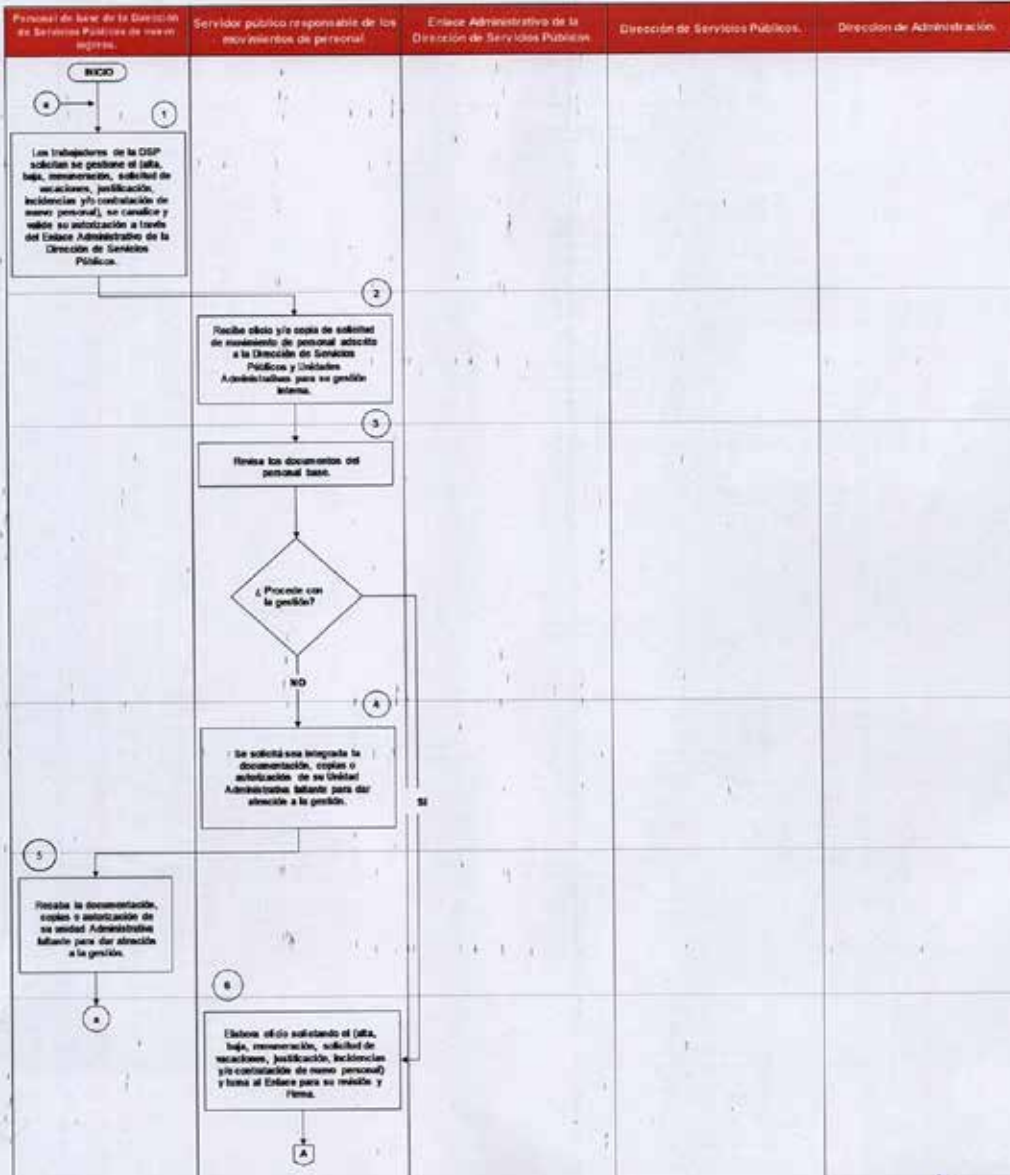 Personal de base de la Dirección
de Servicios Públicos de nuevo
ingreso.
Servidor público responsable de los
movimientos de personal
Enlace Administrativo de la
Dirección de Servicios Públicos
Dirección de Servicios Públicos.
Direccion de Administración.
INICIO
a
1
Los trabajadores de la DSP
solicitan se gestione el (alta,
baja, remuneración, solicitud de
vacaciones, justificación,
incidencias y/o contratación de
nuevo personal), se canalice y
valide su autorización a través
del Enlace Administrativo de la
Dirección de Servicios
Públicos.
2
Recibe oficio y/o copia de solicitud
de movimiento de personal adscrito
a la Dirección de Servicios
Públicos y Unidades
Administrativas para su gestión
interna.
3
Revisa los documentos del
personal base.
¿ Procede con
la gestión?
NO
4
Se solicitá sea integrada la
documentación, copias o
autorización de su Unidad
Administrativa faltante para dar
atención a la gestión.
SI
5
Recaba la documentación,
copias o autorización de
su unidad Administrativa
faltante para dar atención
a la gestión.
a
6
Elabora oficio solicitando el (alta,
baja, remuneración, solicitud de
vacaciones, justificación, incidencias
y/o contratación de nuevo personal)
y turna al Enlace para su revisión y
Firma.
A